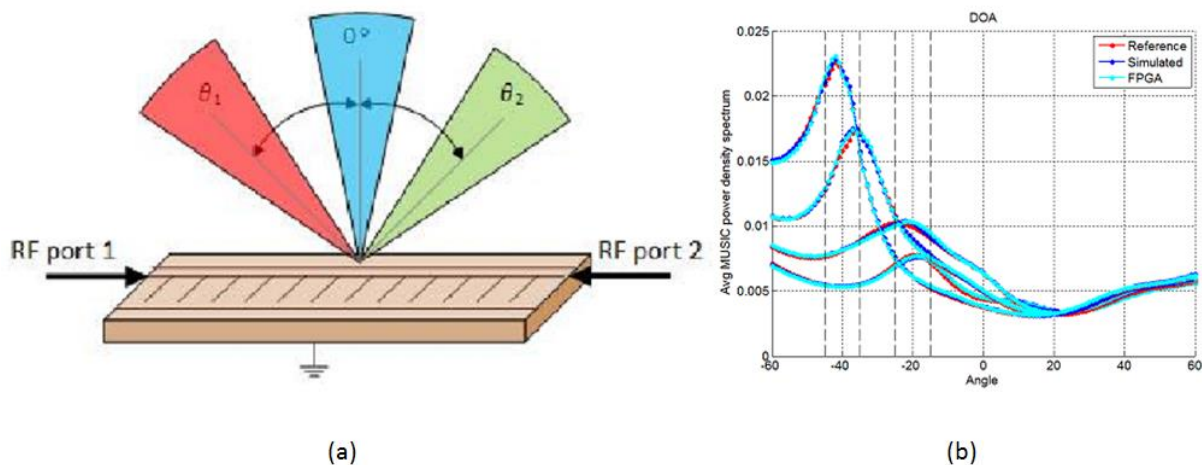 0°
θ1
θ2
RF port 1
RF port 2
(a)
DOA
0.025
0.02
0.015
0.01
0.005
0
Avg MUSIC power density spectrum
Reference
Simulated
FPGA
-60
-40
-20
0
20
40
60
Angle
(b)